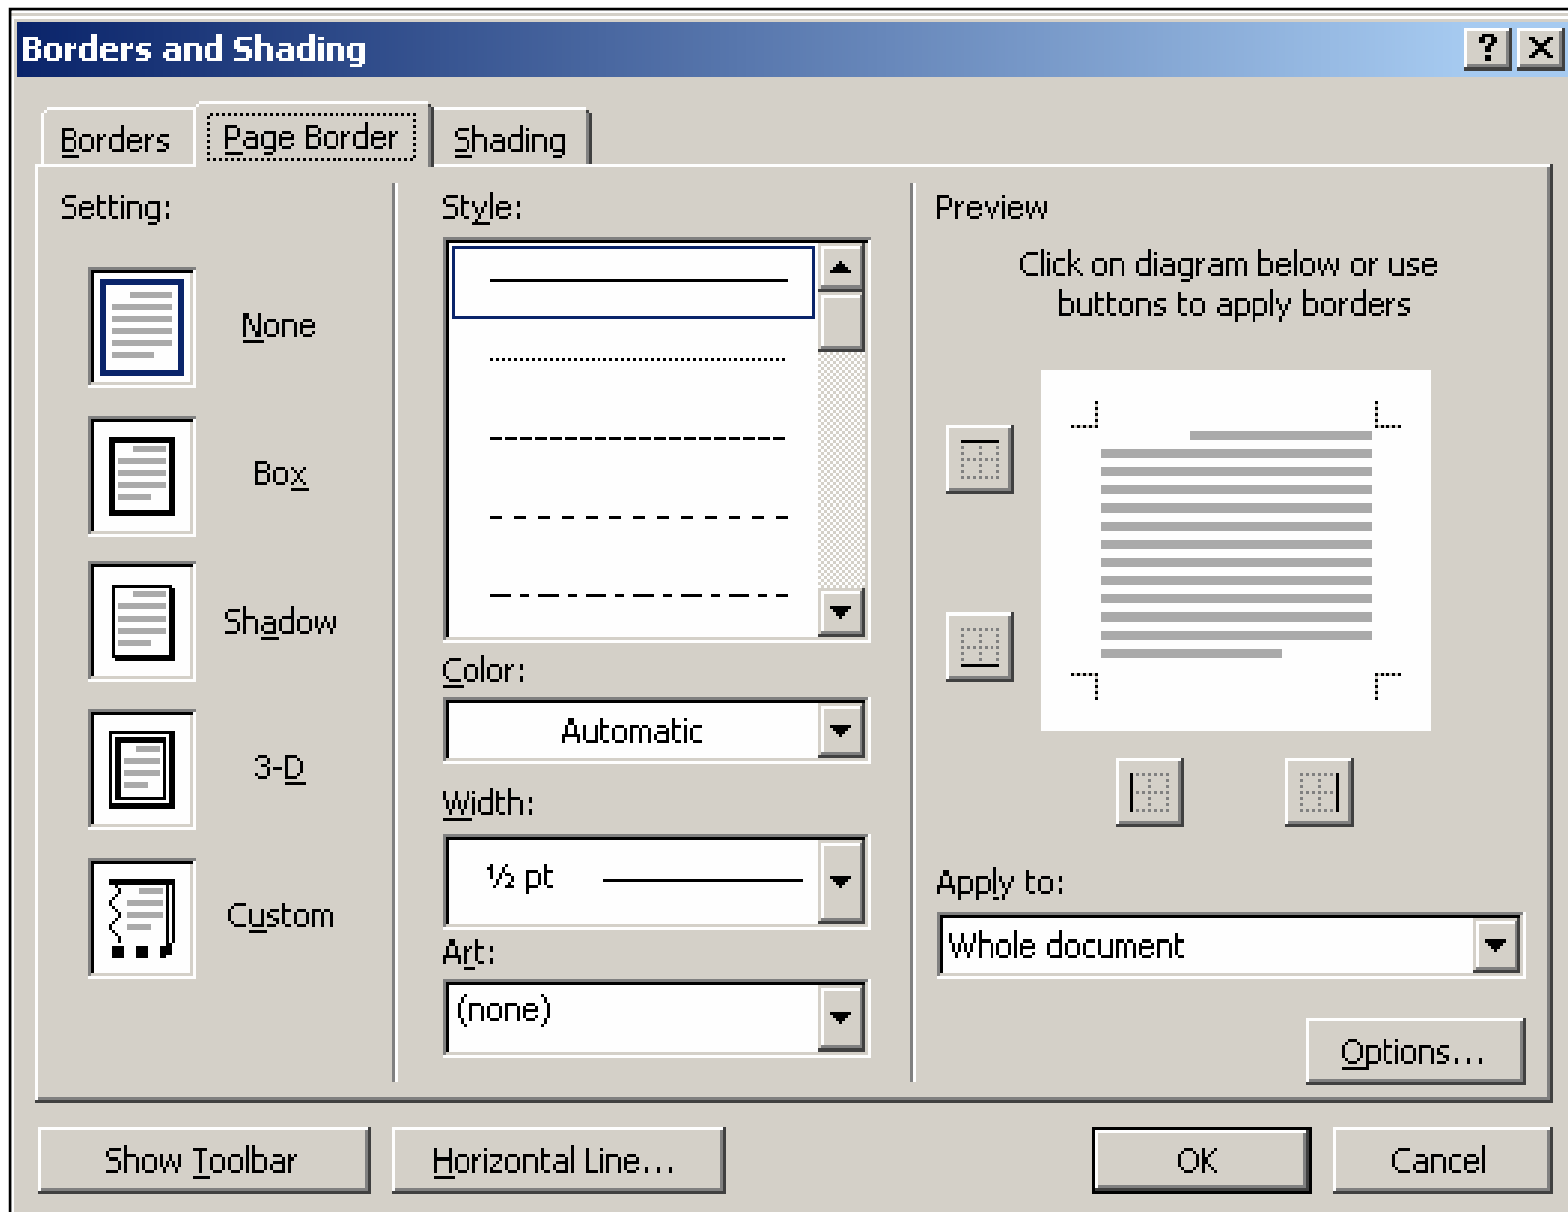 Borders and Shading
Borders
Page Border
Shading
Setting:
None
Box
Shadow
3-D
Custom
Style:
Color:
Automatic
Width:
½ pt
Art:
(none)
Preview
Click on diagram below or use
buttons to apply borders
Apply to:
Whole document
Options...
Show Toolbar
Horizontal Line...
OK
Cancel